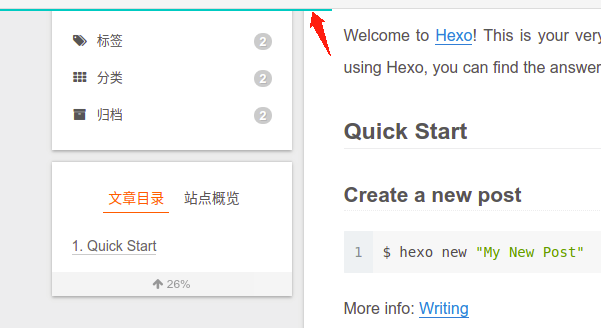 标签 2
分类 2
归档 2
文章目录 站点概览
1. Quick Start
26%
Welcome to Hexo! This is your very
using Hexo, you can find the answer
Quick Start
Create a new post
1 $ hexo new "My New Post"
More info: Writing